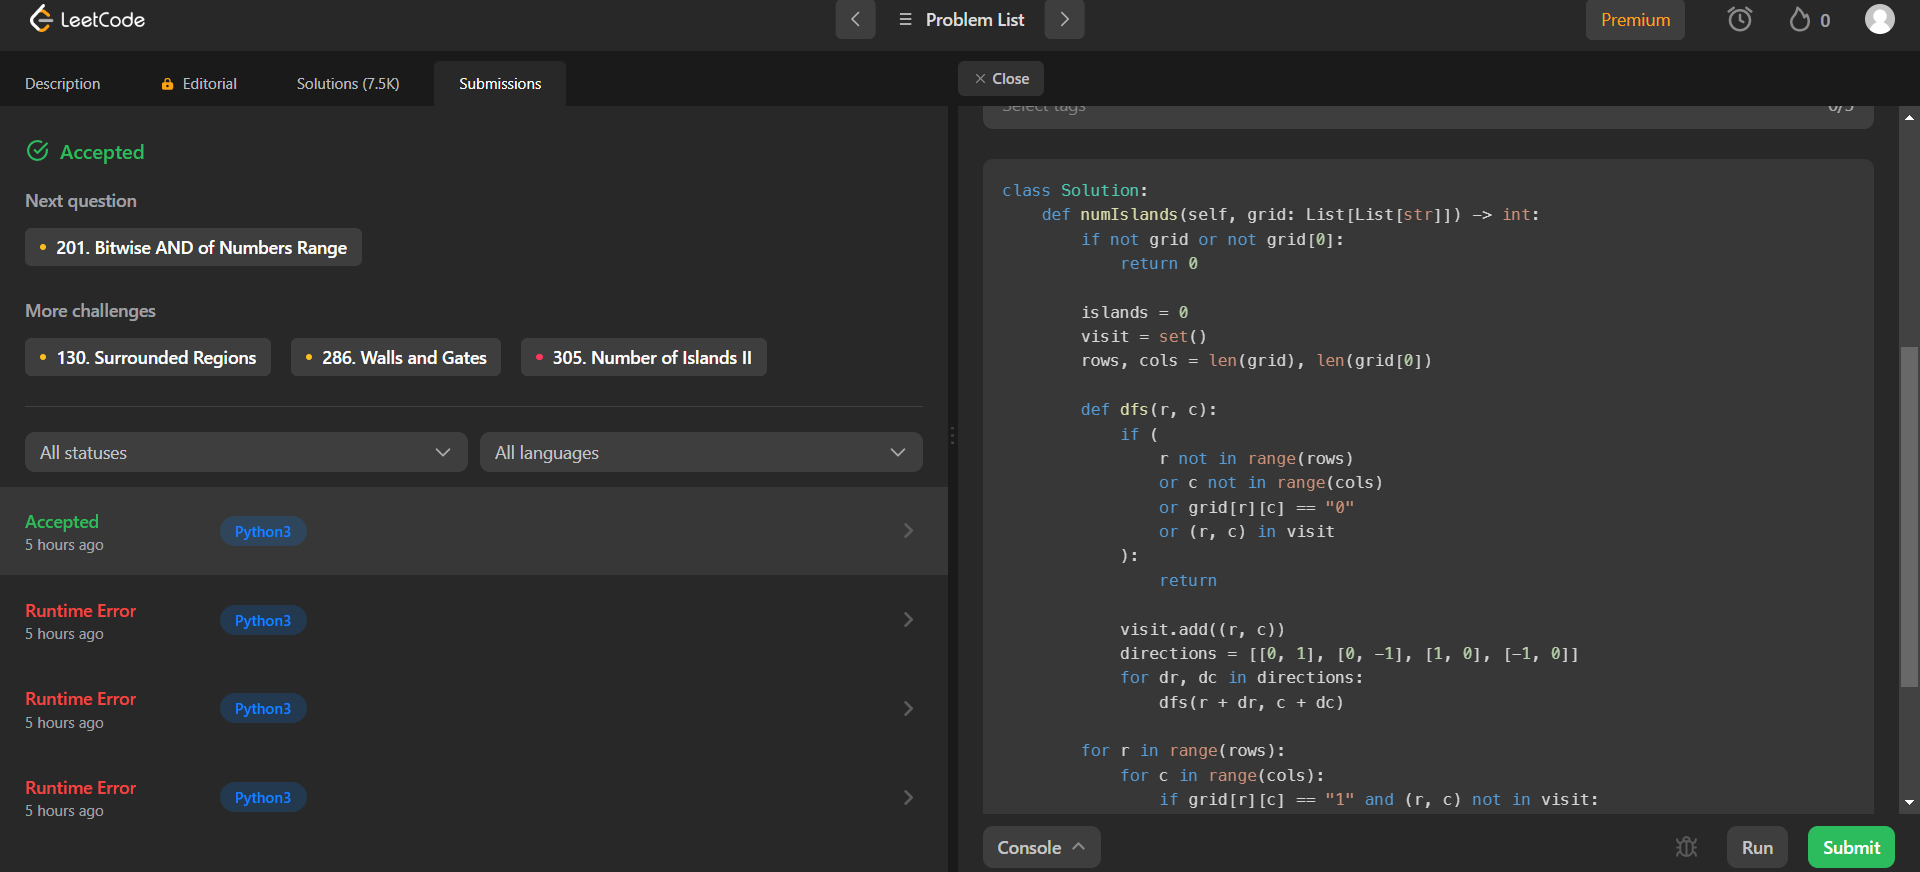 LeetCode
Problem List
Premium
0
Description
Editorial
Solutions (7.5K)
Submissions
Close
Accepted
Next question
201. Bitwise AND of Numbers Range
More challenges
130. Surrounded Regions
286. Walls and Gates
305. Number of Islands II
All statuses
All languages
Accepted
5 hours ago
Python3
Runtime Error
5 hours ago
Python3
Runtime Error
5 hours ago
Python3
Runtime Error
5 hours ago
Python3
Select tags
0/5
class Solution:
    def numIslands(self, grid: List[List[str]]) -> int:
        if not grid or not grid[0]:
            return 0
        islands = 0
        visit = set()
        rows, cols = len(grid), len(grid[0])
        def dfs(r, c):
            if (
                r not in range(rows)
                or c not in range(cols)
                or grid[r][c] == "0"
                or (r, c) in visit
            ):
                return
            visit.add((r, c))
            directions = [[0, 1], [0, -1], [1, 0], [-1, 0]]
            for dr, dc in directions:
                dfs(r + dr, c + dc)
        for r in range(rows):
            for c in range(cols):
                if grid[r][c] == "1" and (r, c) not in visit:
Console
Run
Submit